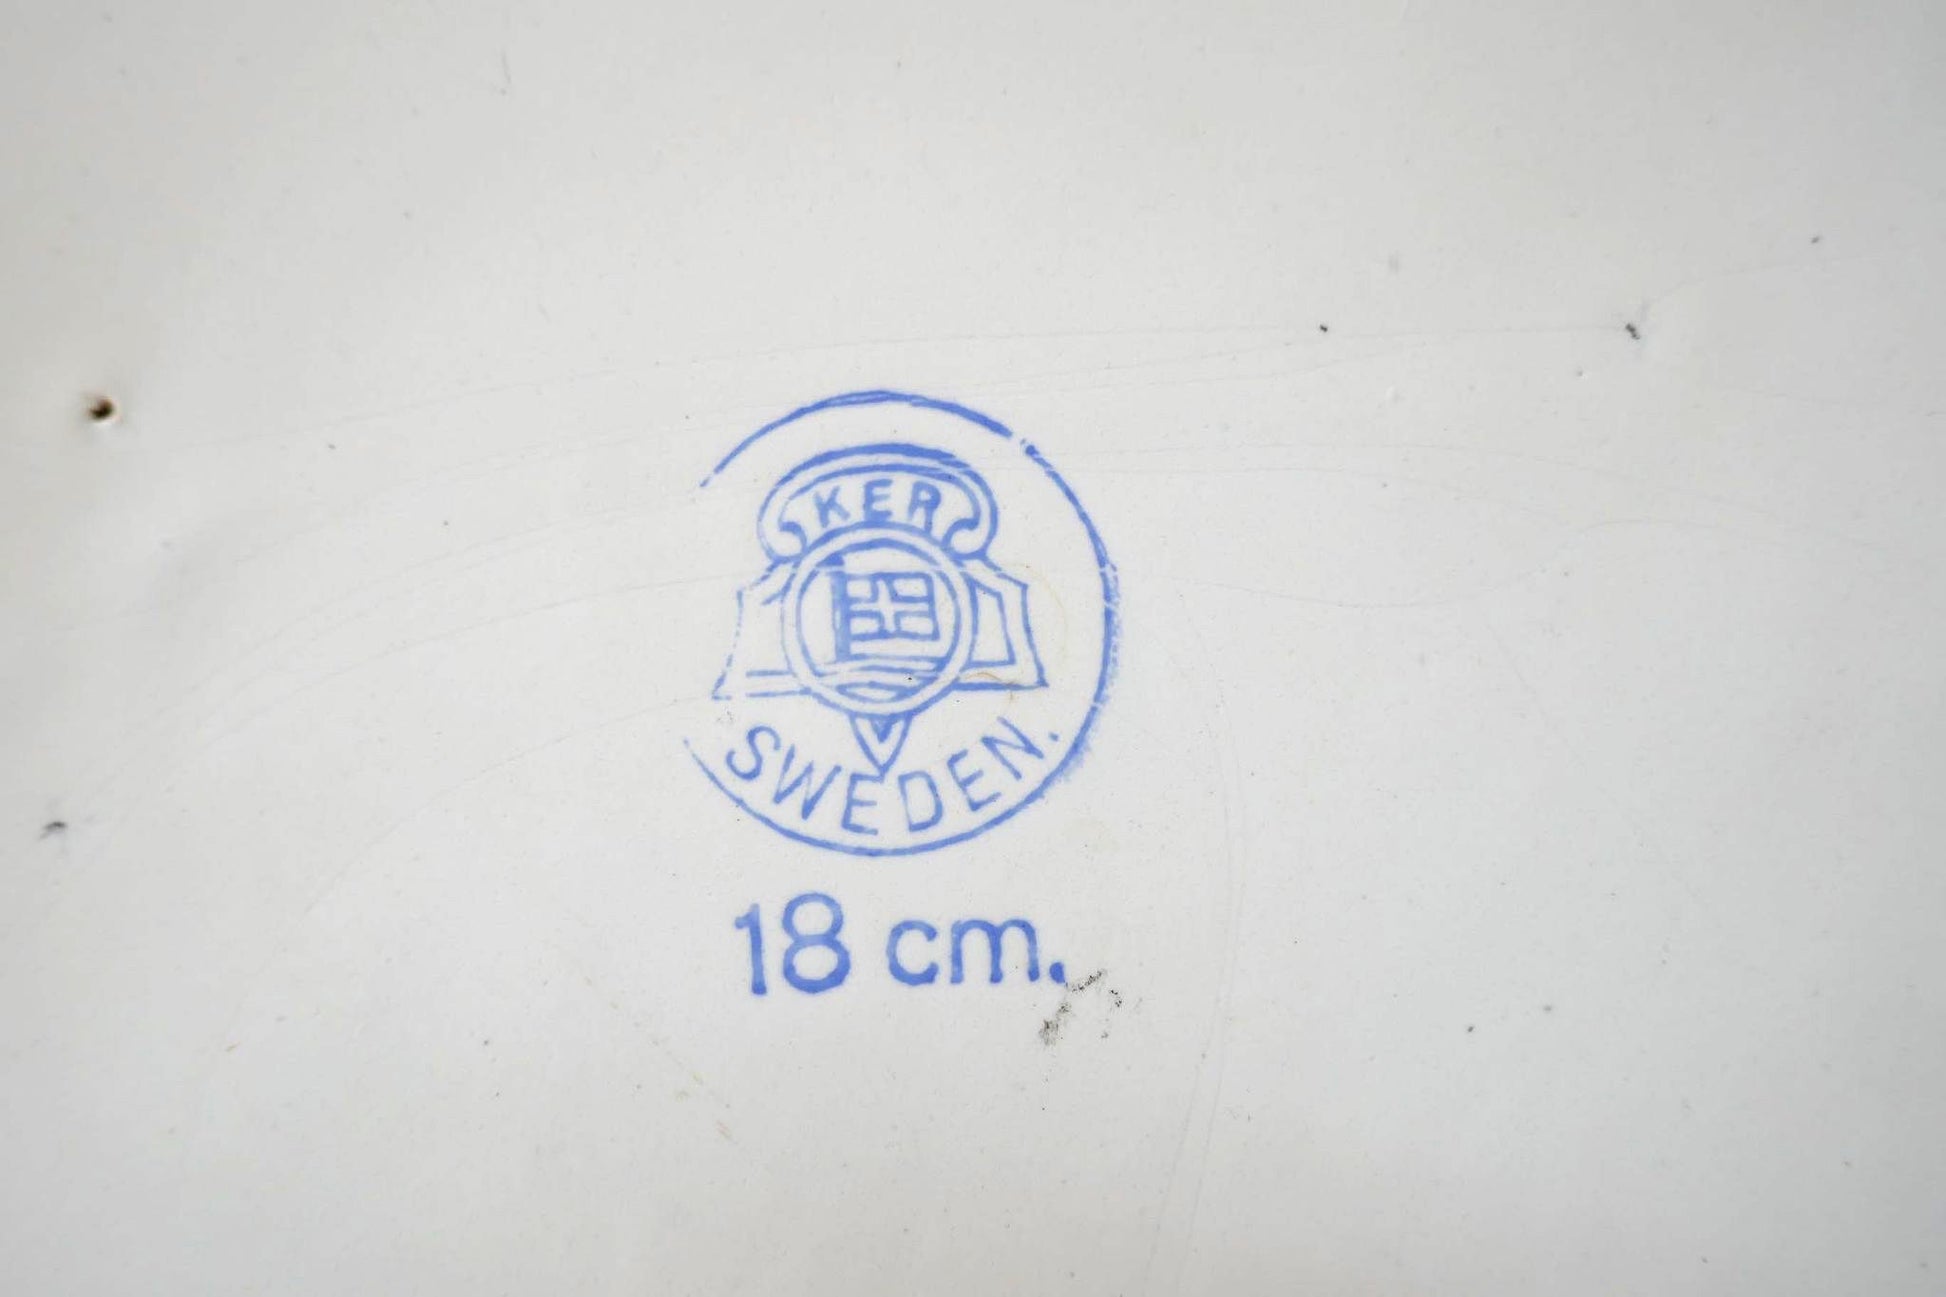 KER
SWEDEN.
18 cm.